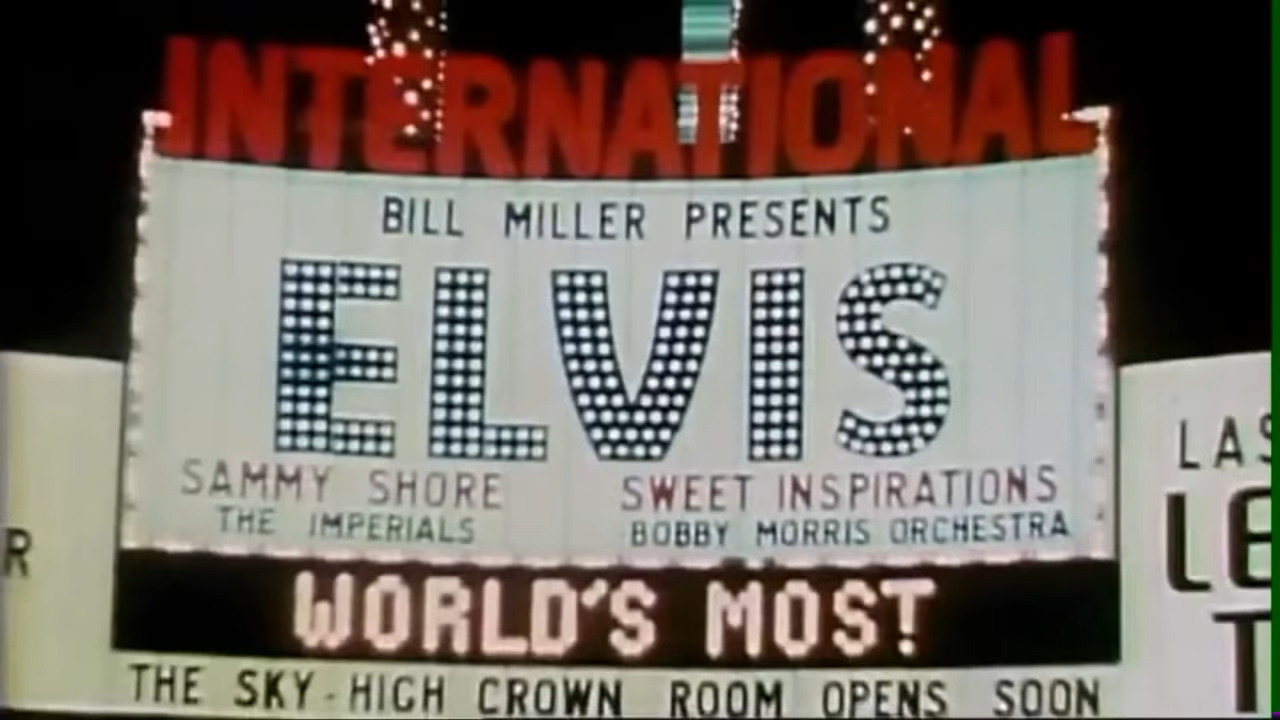 INTERNATIONAL
BILL MILLER PRESENTS
ELVIS
SAMMY SHORE SWEET INSPIRATIONS
THE IMPERIALS BOBBY MORRIS ORCHESTRA
WORLD'S MOST
THE SKY-HIGH CROWN ROOM OPENS SOON